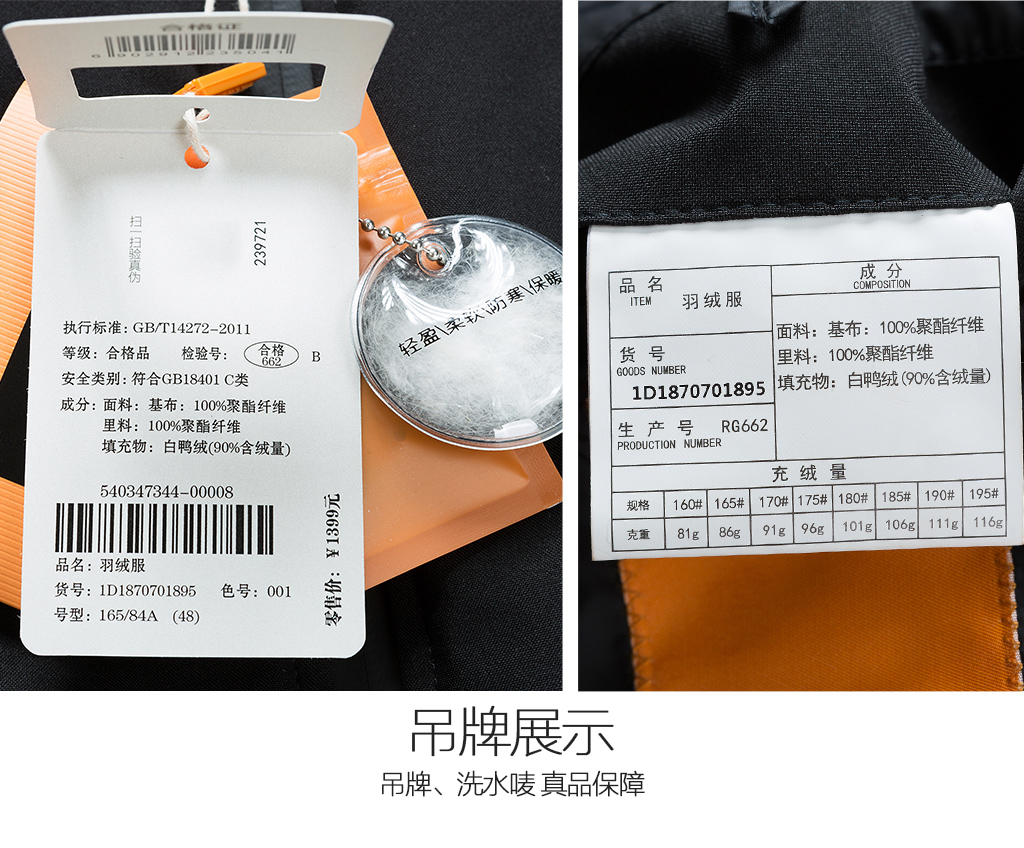 合格证
6 902912 235041
扫一扫验真伪
239721
执行标准: GB/T14272-2011
等级: 合格品 检验号: 合格 662 B
安全类别: 符合GB18401 C类
成分: 面料: 基布: 100%聚酯纤维
里料: 100%聚酯纤维
填充物: 白鸭绒(90%含绒量)
540347344-00008
品名: 羽绒服
货号: 1D1870701895 色号: 001
号型: 165/84A (48)
零售价: ¥1399元
轻盈\柔软\防寒\保暖
品 名 羽绒服
ITEM
成 分
COMPOSITION
货 号
GOODS NUMBER
1D1870701895
生 产 号 RG662
PRODUCTION NUMBER
面料: 基布: 100%聚酯纤维
里料: 100%聚酯纤维
填充物: 白鸭绒(90%含绒量)
充 绒 量
规格 160# 165# 170# 175# 180# 185# 190# 195#
克重 81g 86g 91g 96g 101g 106g 111g 116g
吊牌展示
吊牌、洗水唛 真品保障